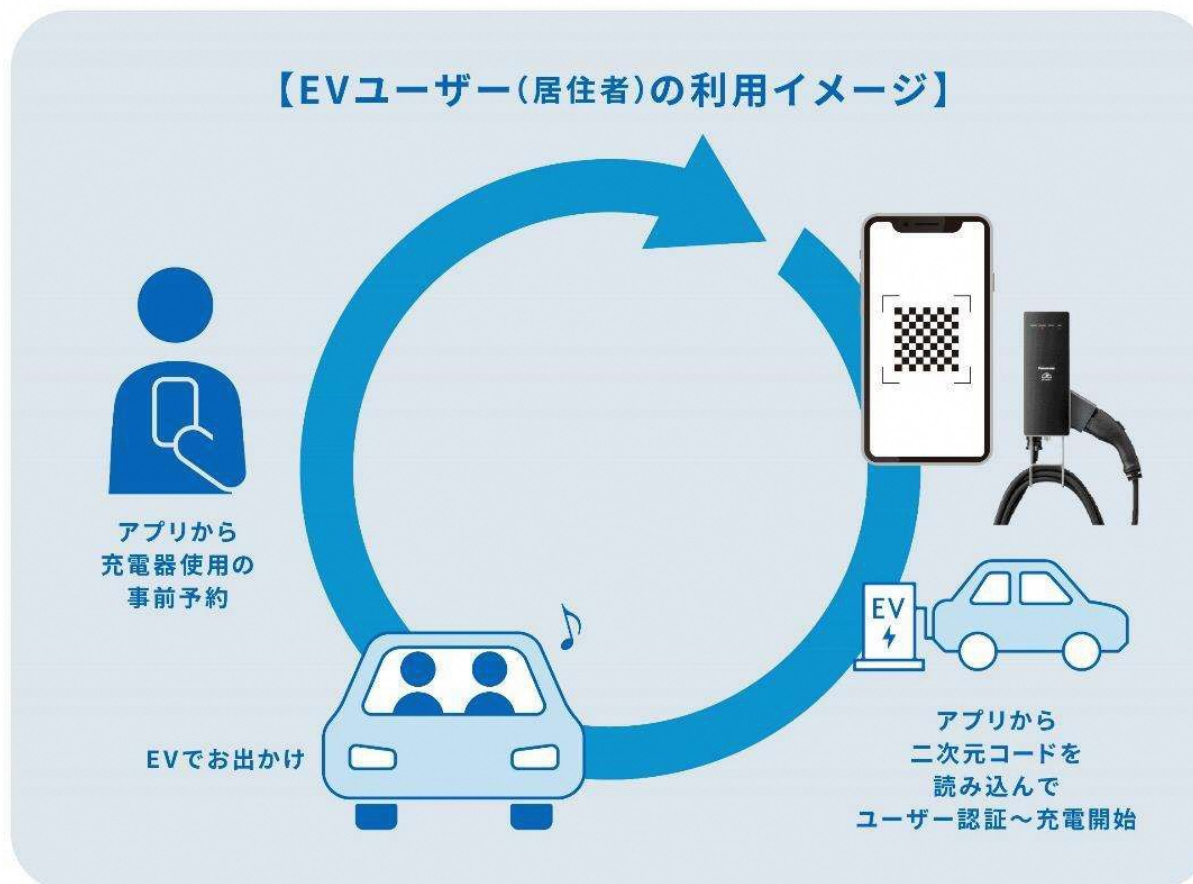 【EVユーザー(居住者)の利用イメージ】
アプリから
充電器使用の
事前予約
EVでお出かけ
EV
アプリから
二次元コードを
読み込んで
ユーザー認証～充電開始